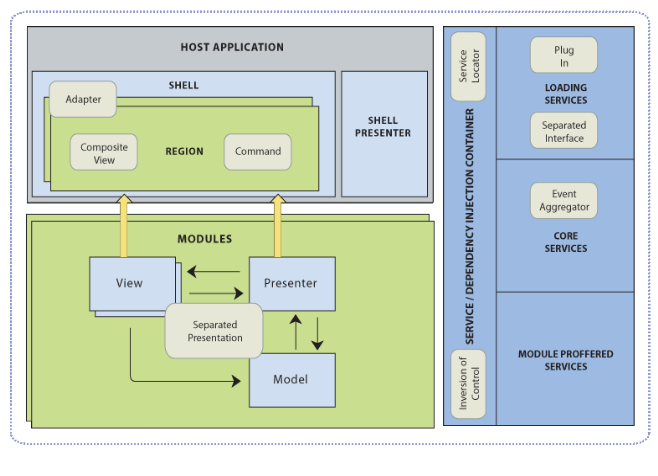 HOST APPLICATION
SHELL
Adapter
Composite
View
REGION
Command
SHELL
PRESENTER
MODULES
View
Presenter
Separated
Presentation
Model
Service
Locator
SERVICE / DEPENDENCY INJECTION CONTAINER
Inversion of
Control
Plug
In
LOADING
SERVICES
Separated
Interface
Event
Aggregator
CORE
SERVICES
MODULE PROFFERED
SERVICES